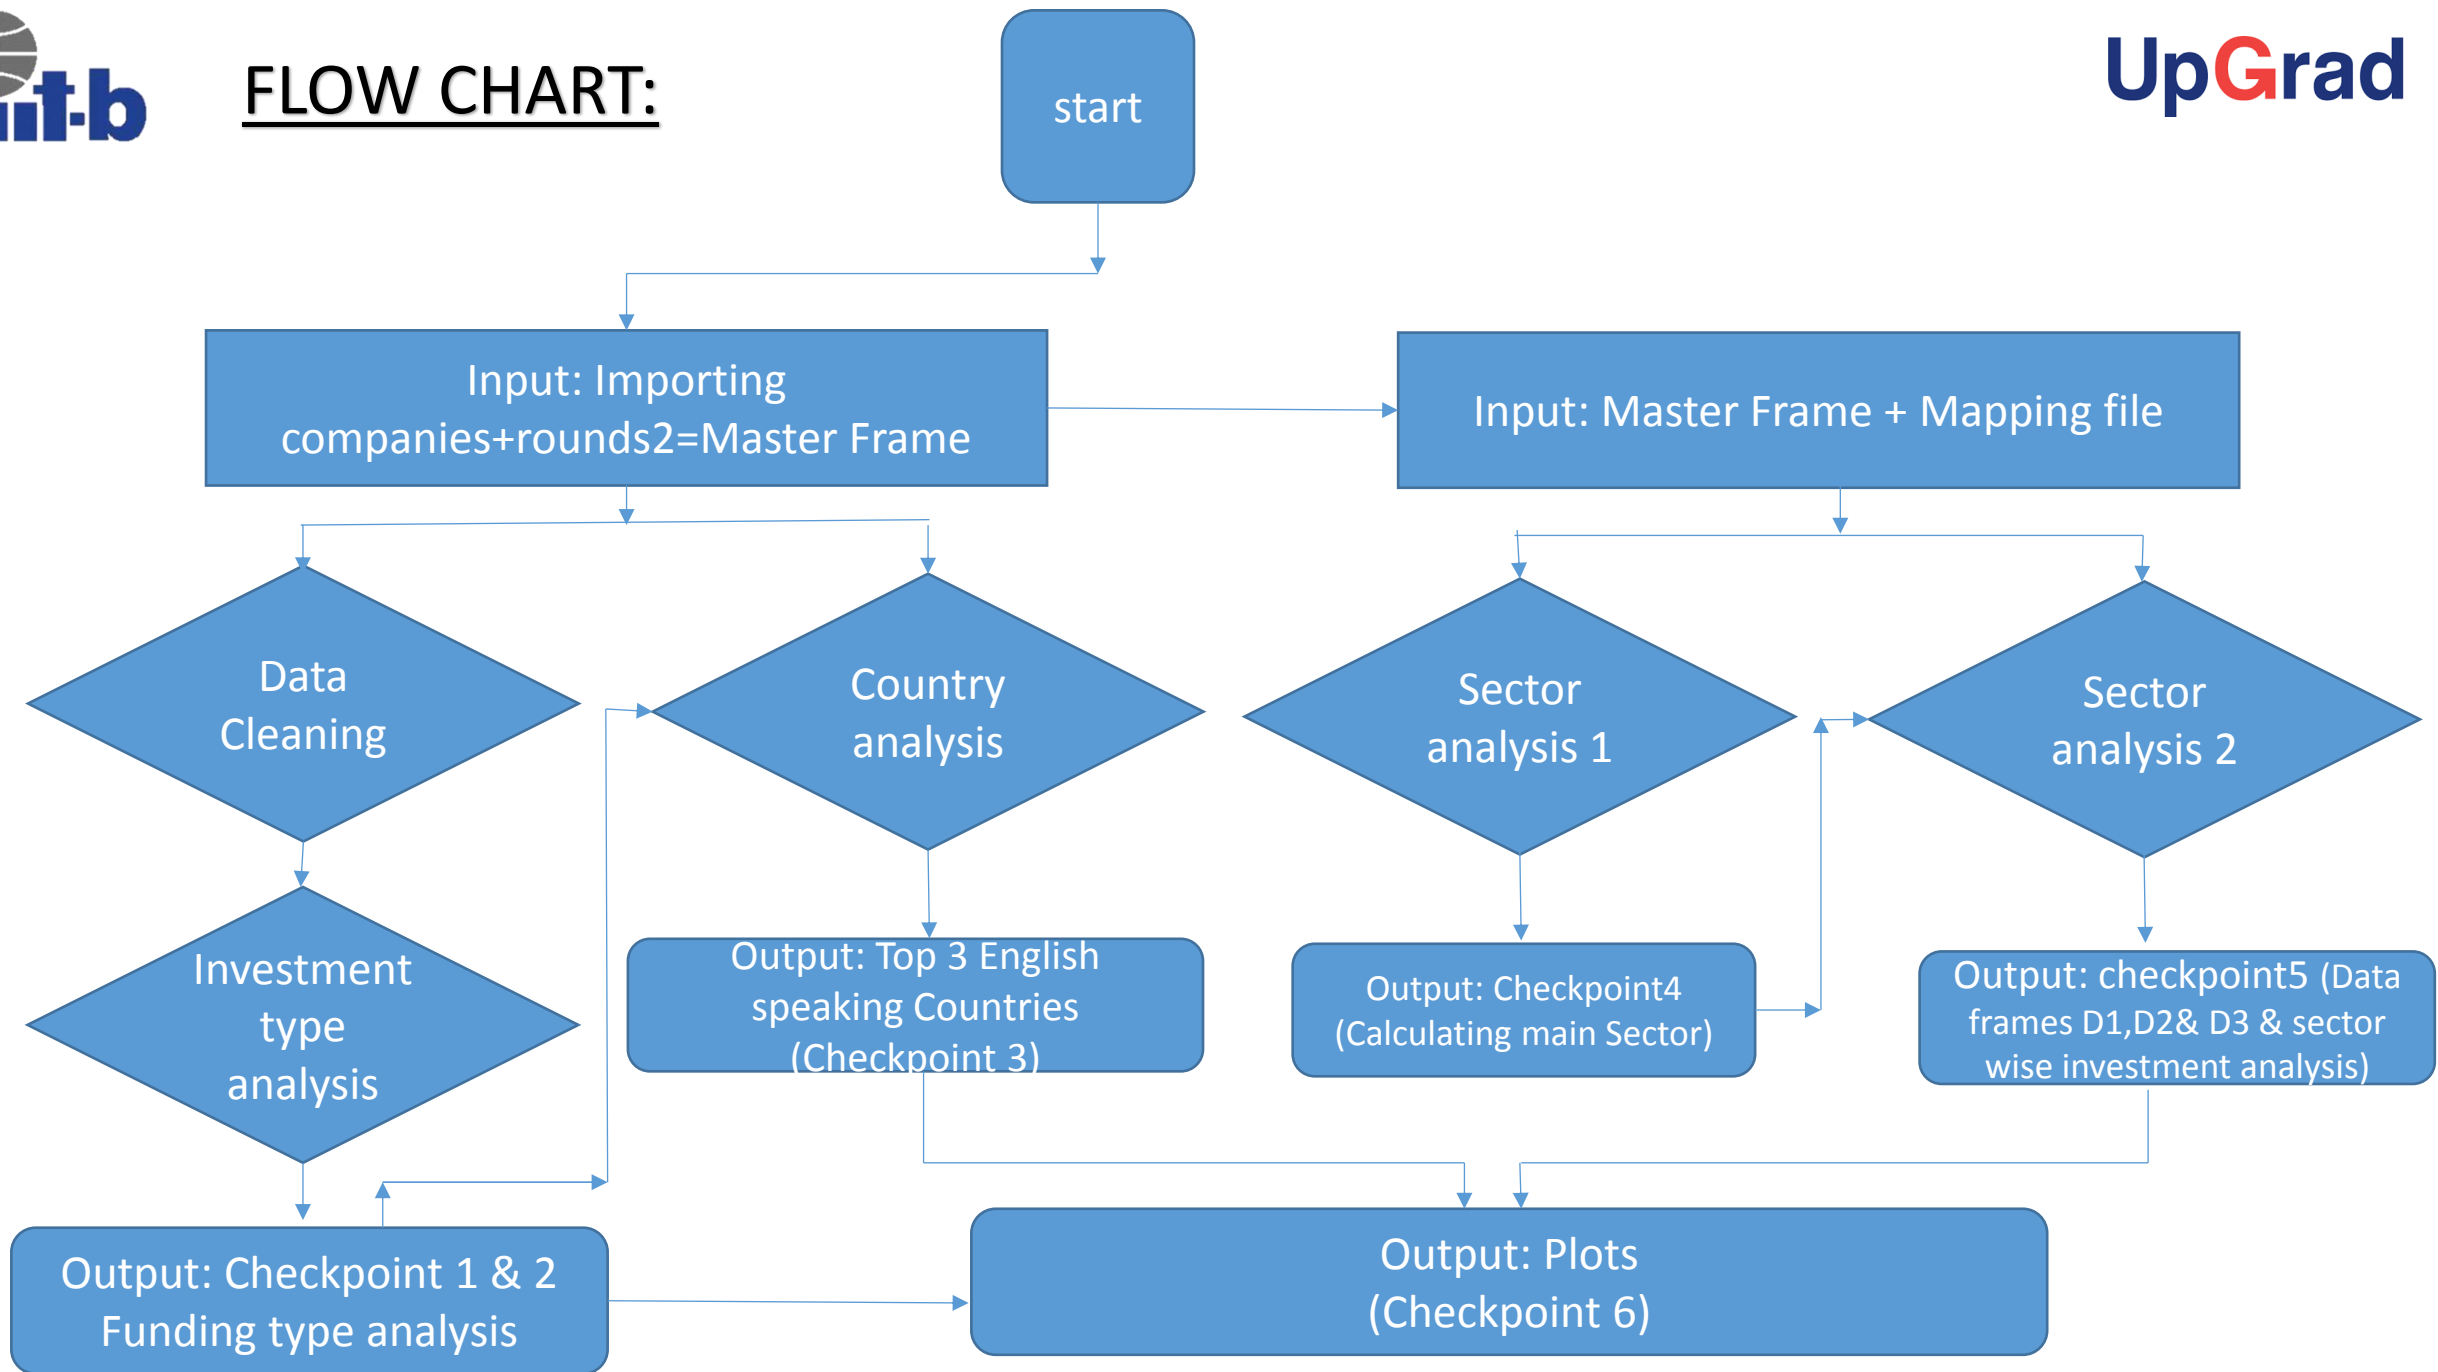 iiit-b
FLOW CHART:
UpGrad
start
Input: Importing
companies+rounds2=Master Frame
Input: Master Frame + Mapping file
Data
Cleaning
Country
analysis
Sector
analysis 1
Sector
analysis 2
Investment
type
analysis
Output: Top 3 English
speaking Countries
(Checkpoint 3)
Output: Checkpoint4
(Calculating main Sector)
Output: checkpoint5 (Data
frames D1,D2& D3 & sector
wise investment analysis)
Output: Checkpoint 1 & 2
Funding type analysis
Output: Plots
(Checkpoint 6)